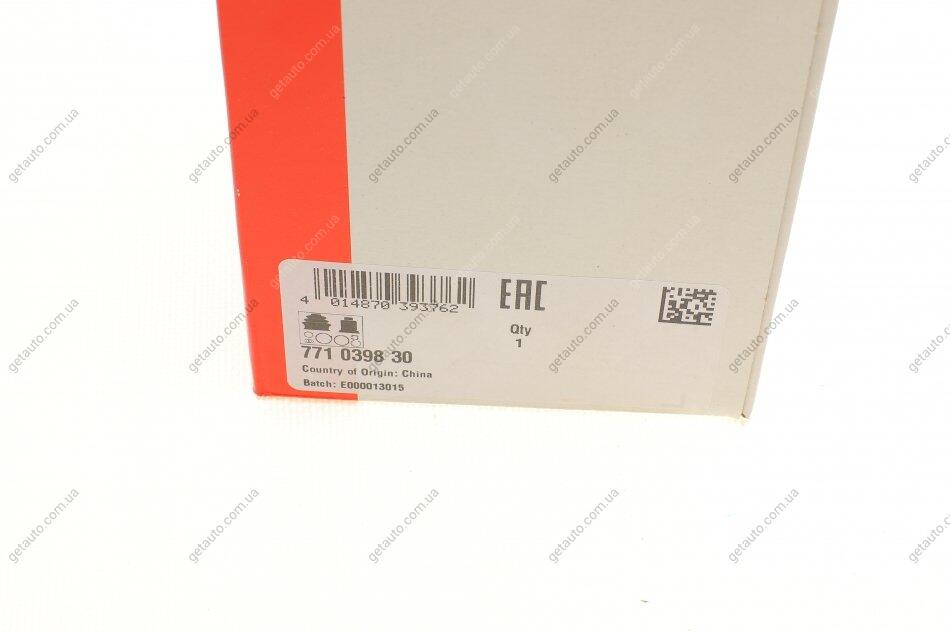 4 014870 393762
EAC
Qty
1
771 0398 30
Country of Origin: China
Batch: E000013015
getauto.com.ua